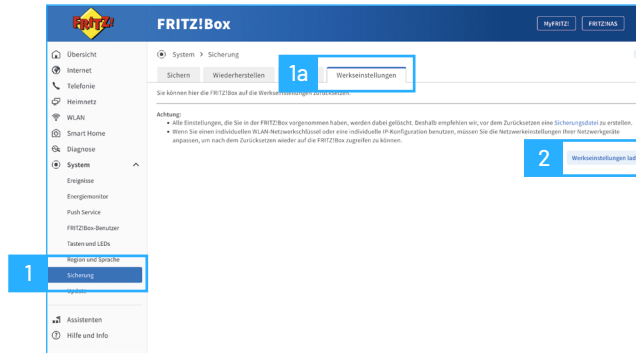 FRITZ!
FRITZ!Box
MyFRITZ!
FRITZ!NAS
Übersicht
Internet
Telefonie
Heimnetz
WLAN
Smart Home
Diagnose
System
Ereignisse
Energiemonitor
Push Service
FRITZ!Box-Benutzer
Tasten und LEDs
Region und Sprache
Sicherung
Update
Assistenten
Hilfe und Info
1
System > Sicherung
Sichern
Wiederherstellen
1a
Werkseinstellungen
Sie können hier die FRITZ!Box auf die Werkseinstellungen zurücksetzen.
Achtung:
• Alle Einstellungen, die Sie in der FRITZ!Box vorgenommen haben, werden dabei gelöscht. Deshalb empfehlen wir, vor dem Zurücksetzen eine Sicherungsdatei zu erstellen.
• Wenn Sie einen individuellen WLAN-Netzwerkschlüssel oder eine individuelle IP-Konfiguration benutzen, müssen Sie die Netzwerkeinstellungen Ihrer Netzwerkgeräte
anpassen, um nach dem Zurücksetzen wieder auf die FRITZ!Box zugreifen zu können.
2
Werkseinstellungen lad